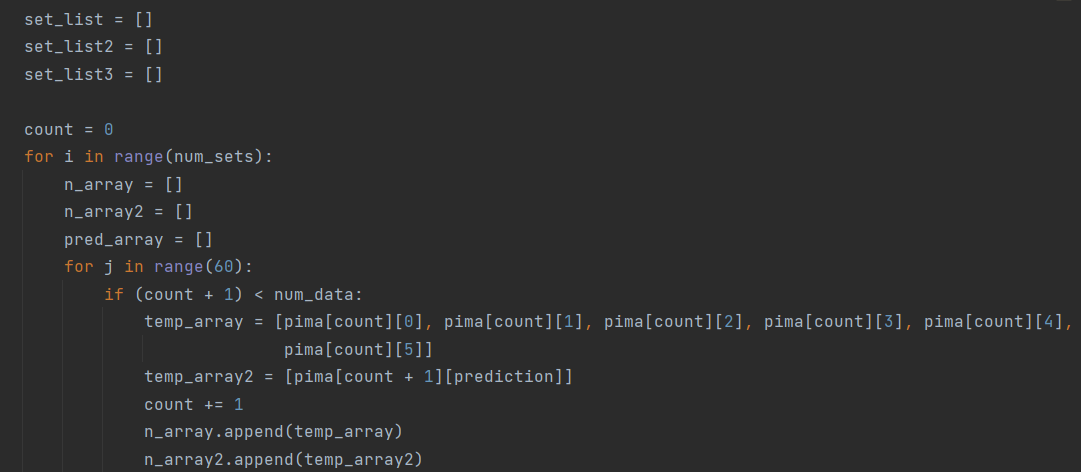 set_list = []
set_list2 = []
set_list3 = []
count = 0
for i in range(num_sets):
n_array = []
n_array2 = []
pred_array = []
for j in range(60):
if (count + 1) < num_data:
temp_array = [pima[count][0], pima[count][1], pima[count][2], pima[count][3], pima[count][4],
pima[count][5]]
temp_array2 = [pima[count + 1][prediction]]
count += 1
n_array.append(temp_array)
n_array2.append(temp_array2)